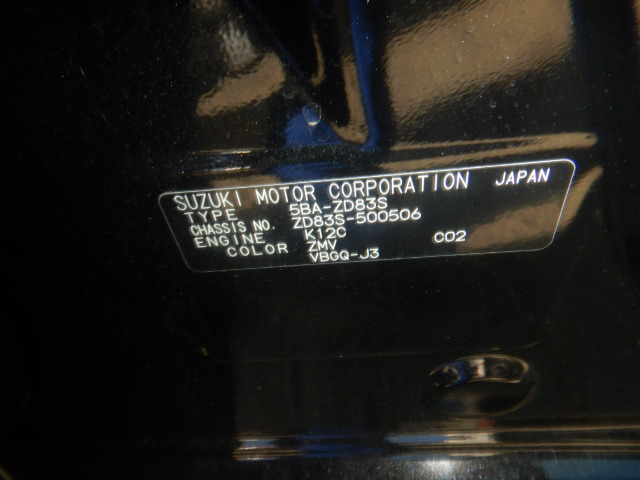 SUZUKI MOTOR CORPORATION JAPAN
TYPE 5BA-ZD83S
CHASSIS NO. ZD83S-500506
ENGINE K12C
COLOR ZMV C02
VBGQ-J3